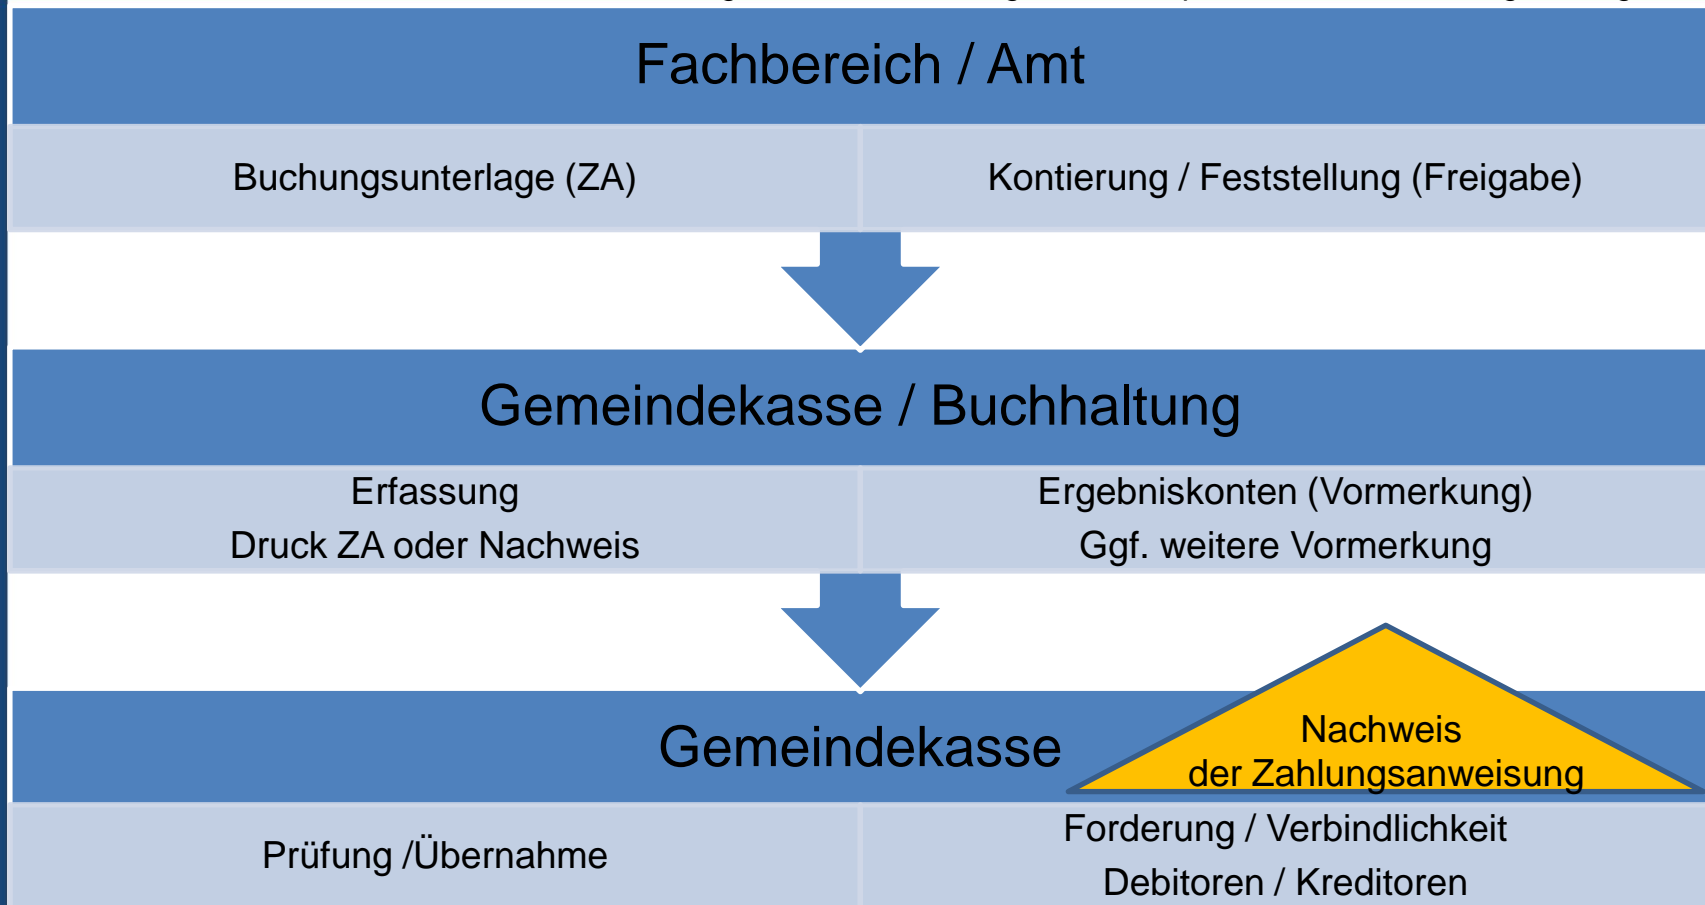 Fachbereich / Amt
Buchungsunterlage (ZA)
Kontierung / Feststellung (Freigabe)
Gemeindekasse / Buchhaltung
Erfassung
Druck ZA oder Nachweis
Ergebniskonten (Vormerkung)
Ggf. weitere Vormerkung
Gemeindekasse
Nachweis
der Zahlungsanweisung
Prüfung /Übernahme
Forderung / Verbindlichkeit
Debitoren / Kreditoren